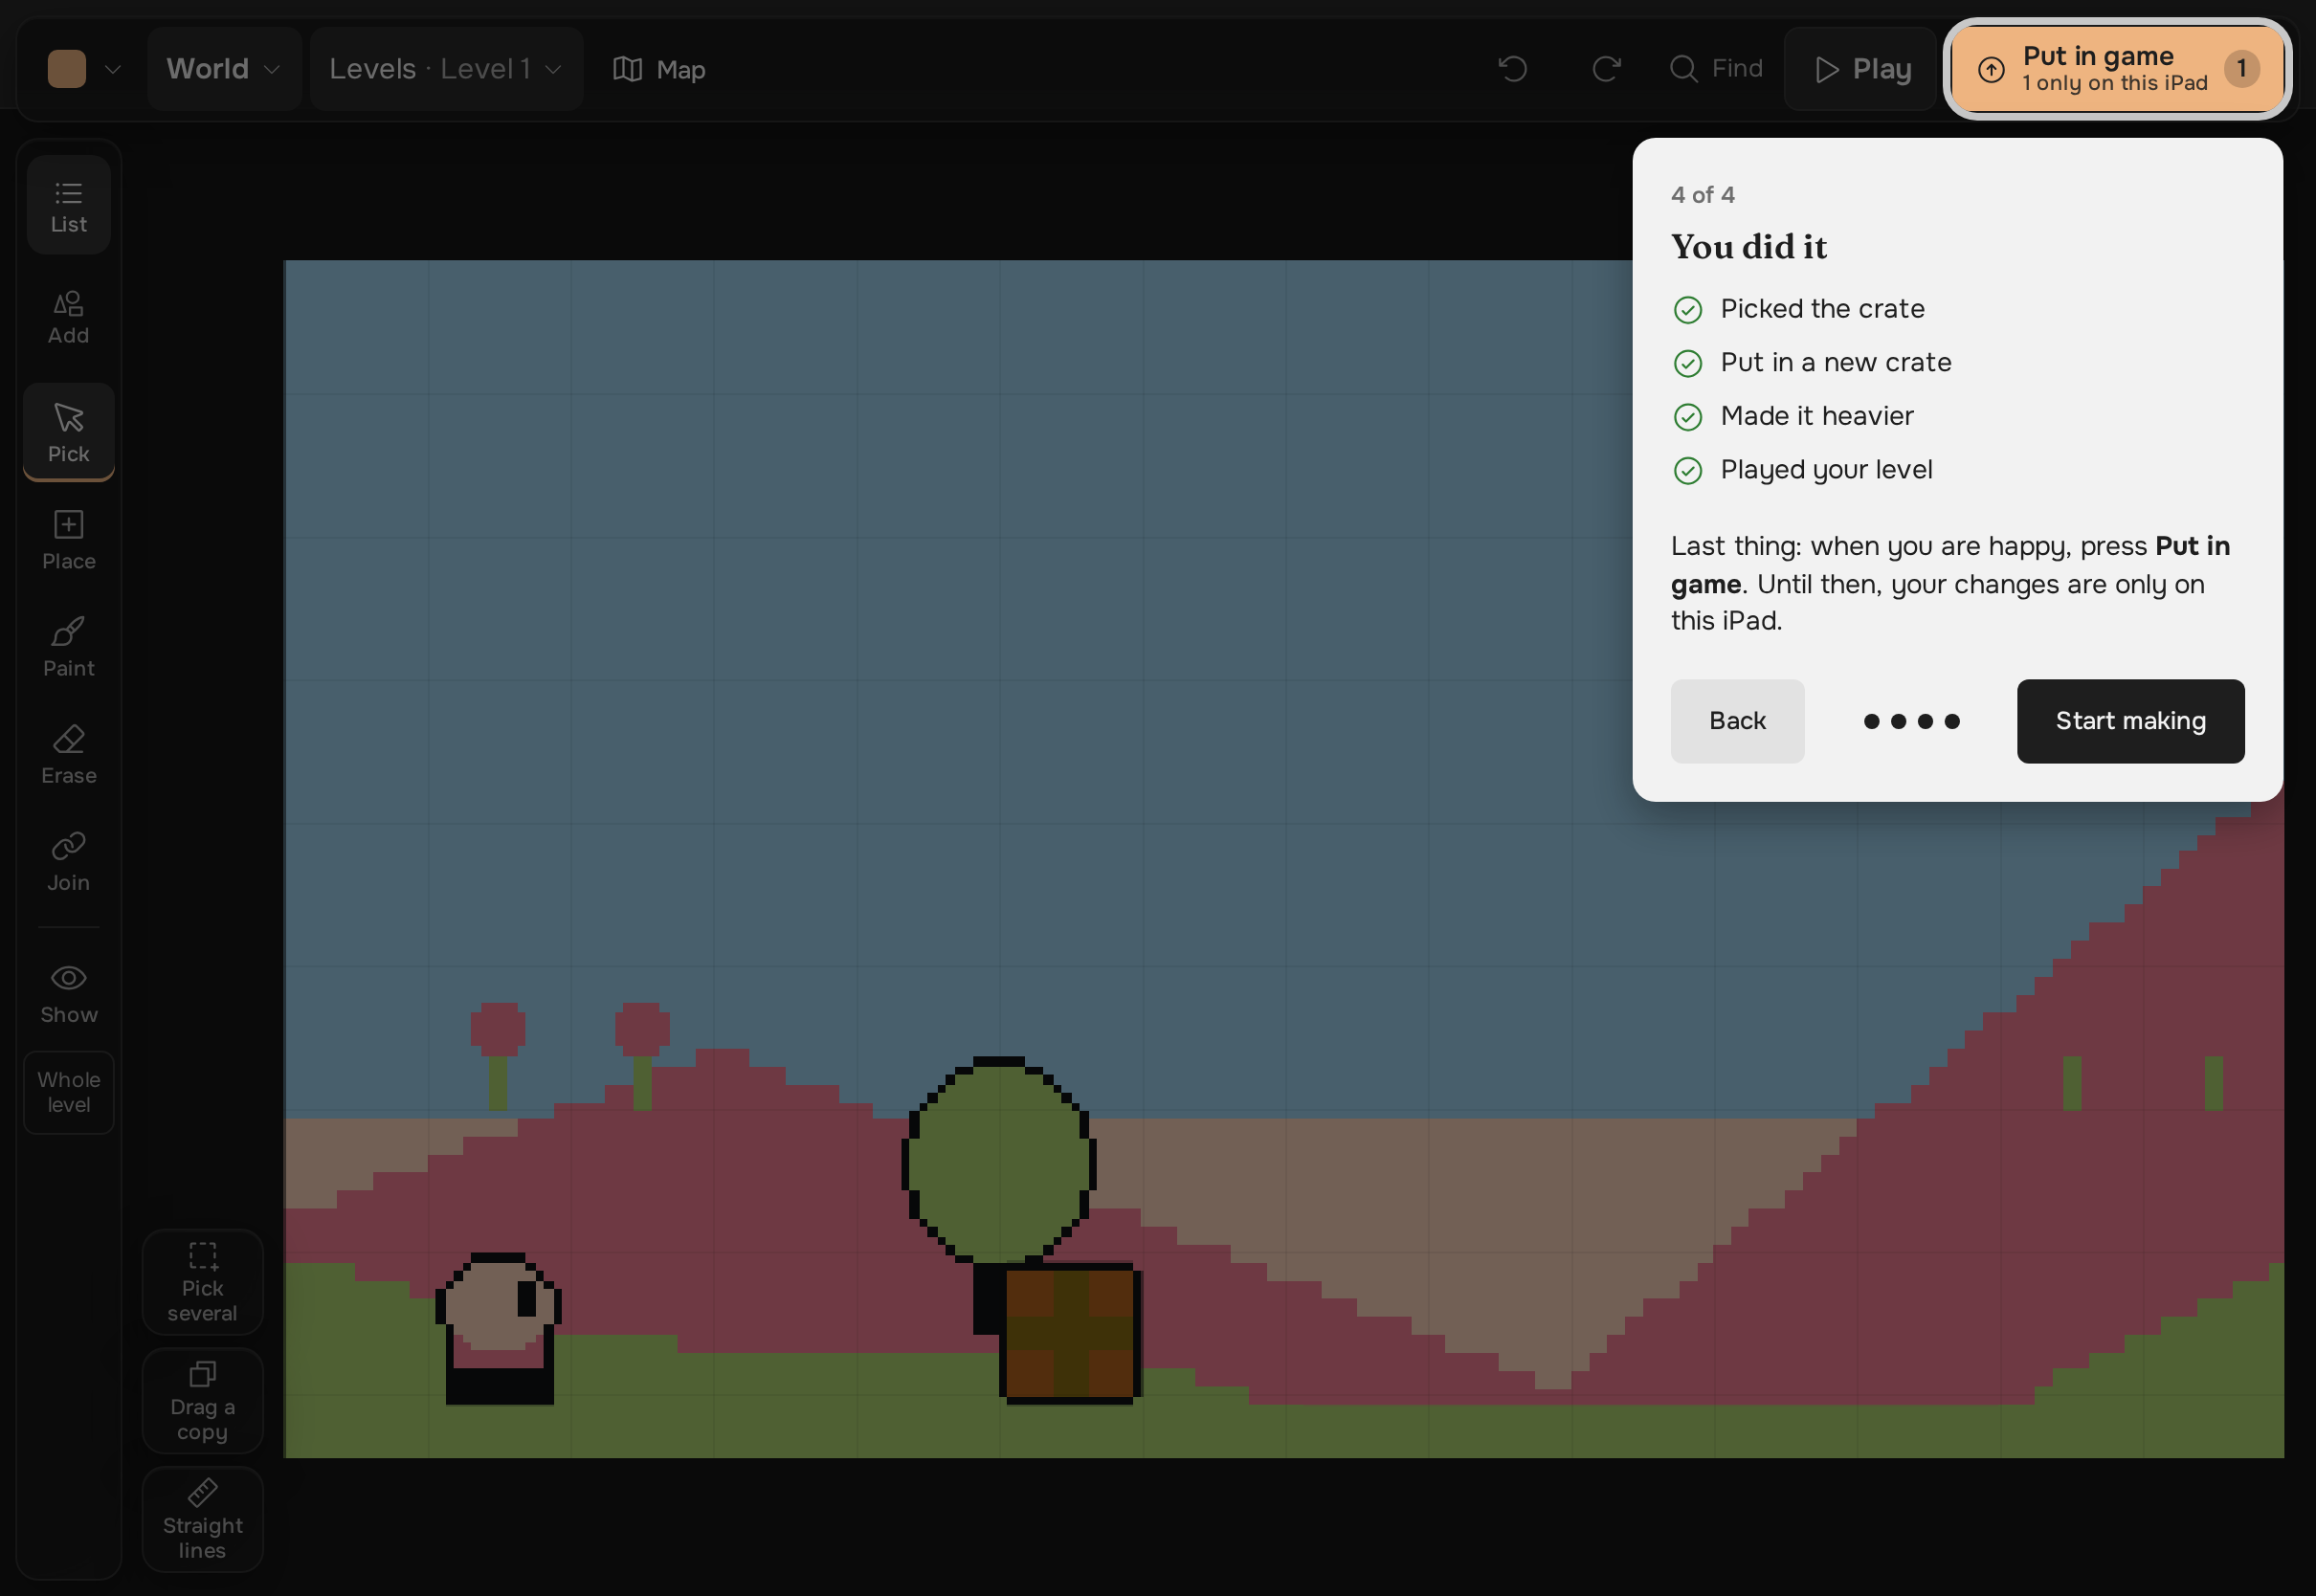 World
Levels · Level 1
Map
Find
Play
Put in game
1 only on this iPad
1
List
Add
Pick
Place
Paint
Erase
Join
Show
Whole
level
Pick
several
Drag a
copy
Straight
lines
4 of 4
You did it
Picked the crate
Put in a new crate
Made it heavier
Played your level
Last thing: when you are happy, press Put in
game. Until then, your changes are only on
this iPad.
Back
Start making